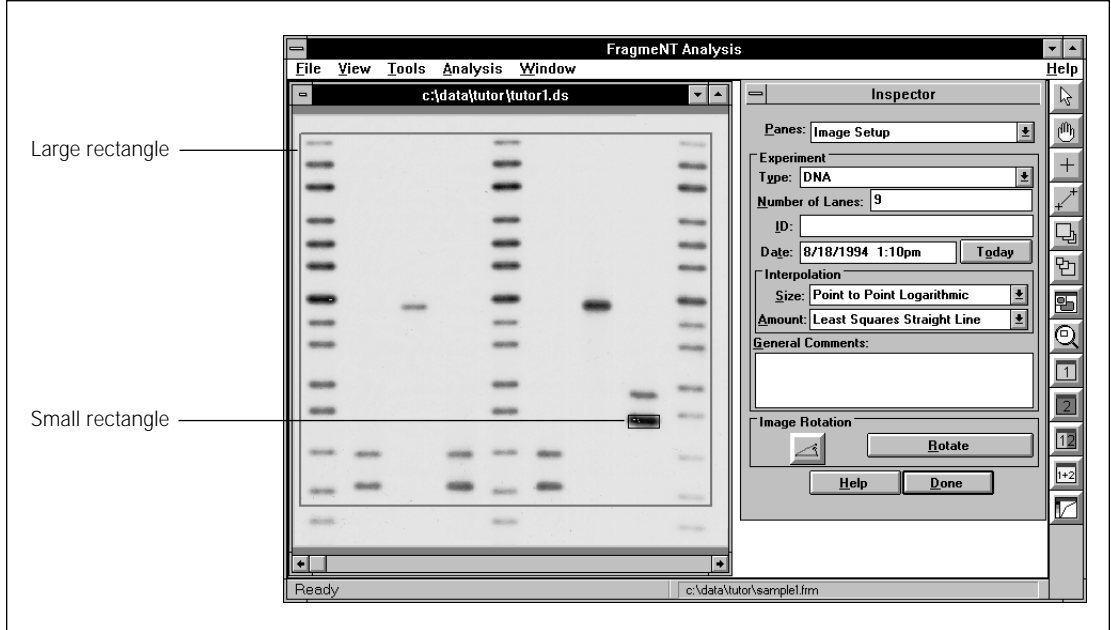 FragmeNT Analysis
File View Tools Analysis Window Help
c:\data\tutor\tutor1.ds
Inspector
Large rectangle
Panes: Image Setup
Experiment
Type: DNA
Number of Lanes: 9
ID:
Date: 8/18/1994 1:10pm Today
Interpolation
Size: Point to Point Logarithmic
Amount: Least Squares Straight Line
General Comments:
Small rectangle
Image Rotation
Rotate
Help Done
1
2
12
1+2
Ready
c:\data\tutor\sample1.frm